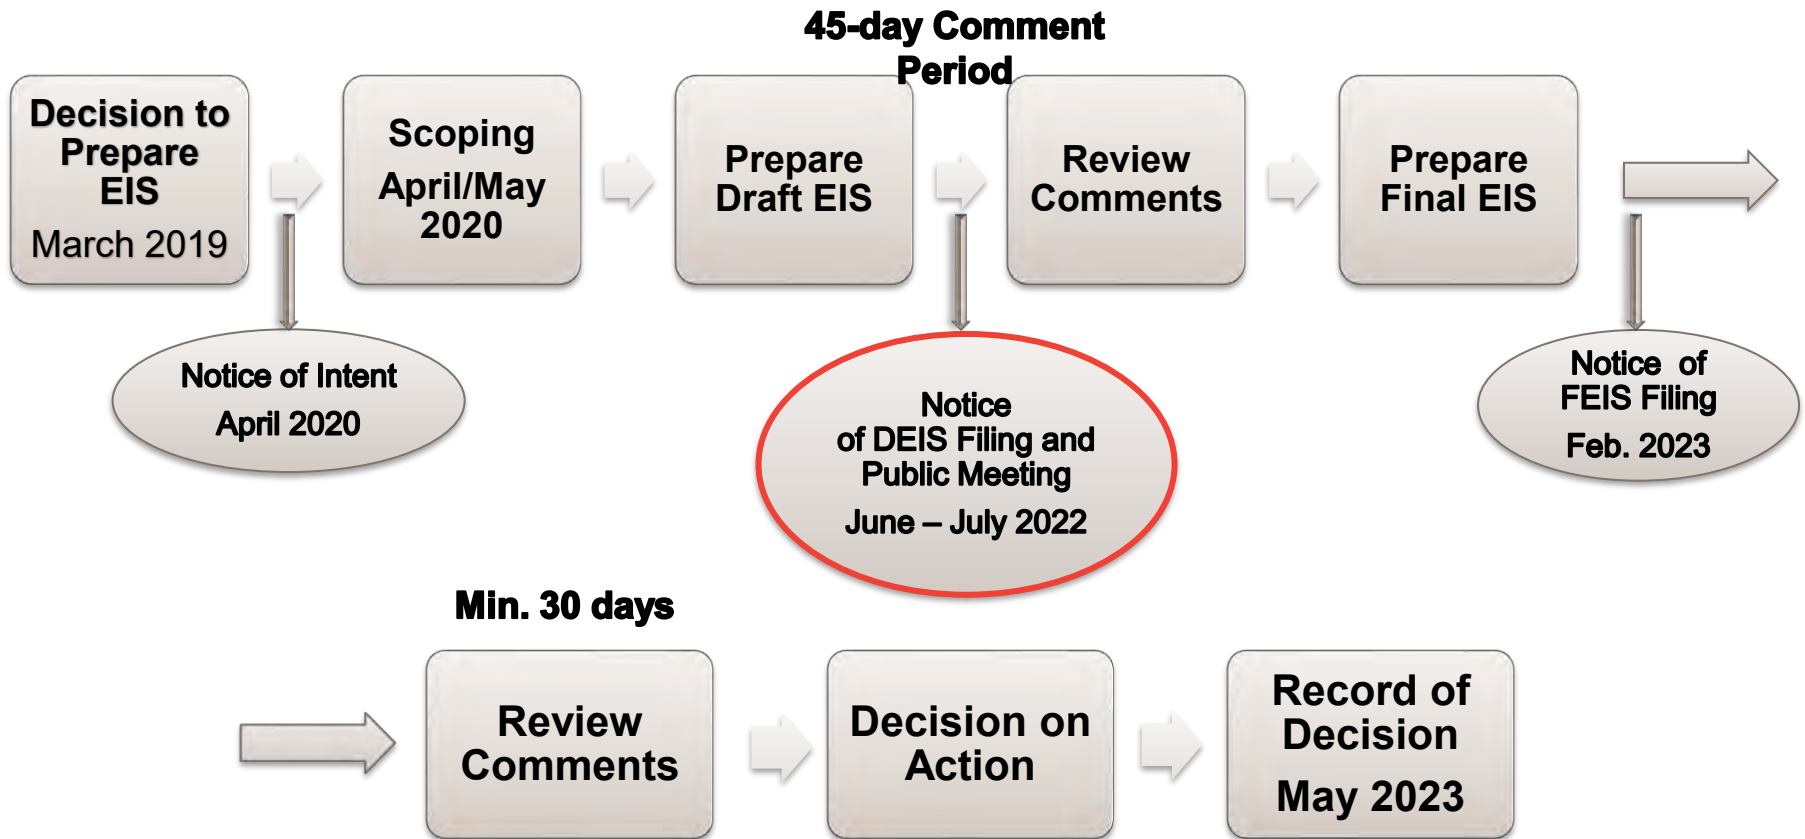 45-day Comment
Period
Decision to
Prepare
EIS
March 2019
Scoping
April/May
2020
Prepare
Draft EIS
Review
Comments
Prepare
Final EIS
Notice of Intent
April 2020
Notice
of DEIS Filing and
Public Meeting
June – July 2022
Notice of
FEIS Filing
Feb. 2023
Min. 30 days
Review
Comments
Decision on
Action
Record of
Decision
May 2023